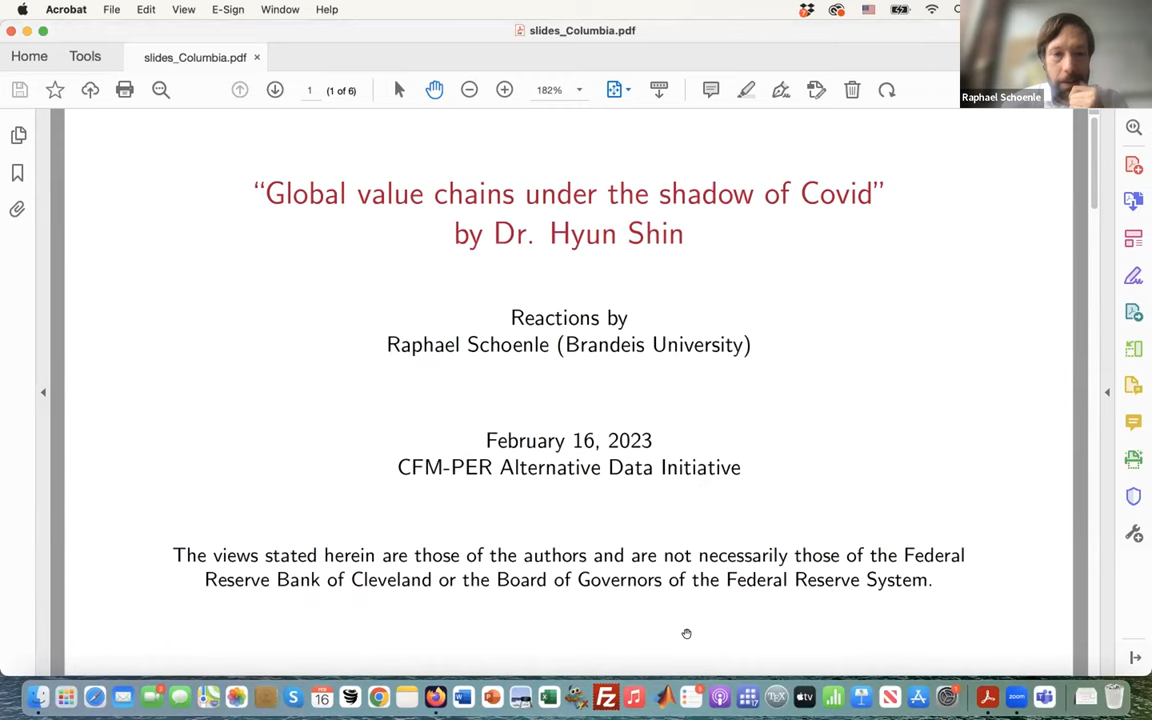 Acrobat File Edit View E-Sign Window Help
slides_Columbia.pdf
Home Tools slides_Columbia.pdf ×
1 (1 of 6) 182%
Raphael Schoenle
“Global value chains under the shadow of Covid”
by Dr. Hyun Shin
Reactions by
Raphael Schoenle (Brandeis University)
February 16, 2023
CFM-PER Alternative Data Initiative
The views stated herein are those of the authors and are not necessarily those of the Federal
Reserve Bank of Cleveland or the Board of Governors of the Federal Reserve System.